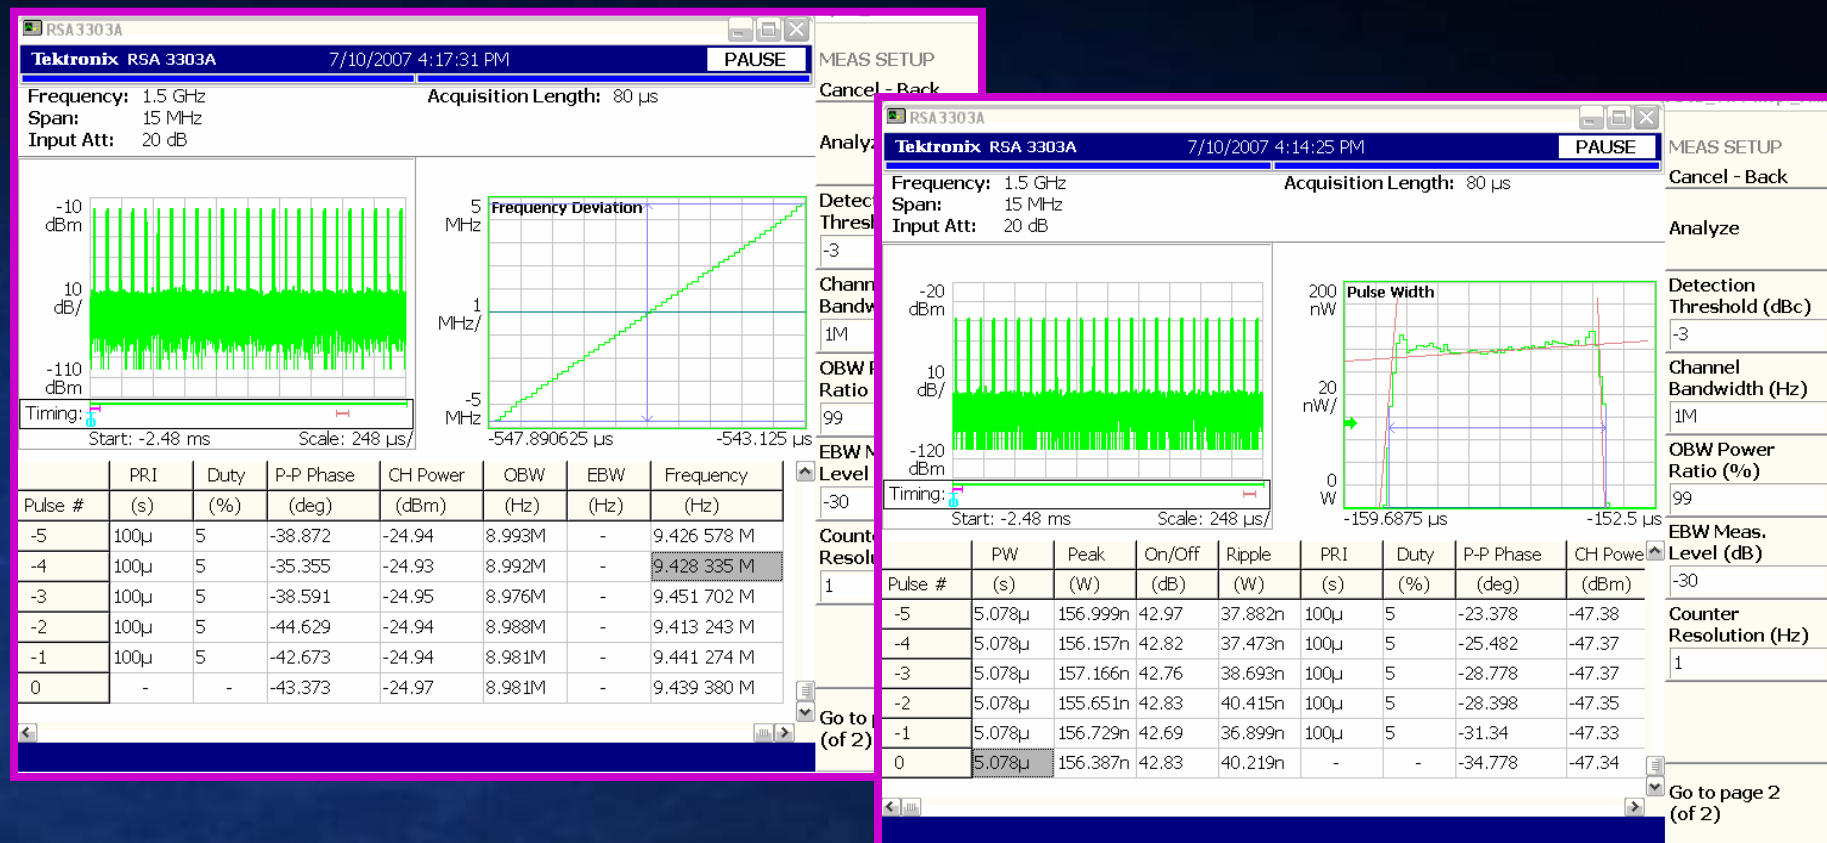 RSA3303A
Tektronix RSA 3303A 7/10/2007 4:17:31 PM PAUSE
MEAS SETUP
Cancel - Back
Frequency: 1.5 GHz Acquisition Length: 80 µs
Span: 15 MHz
Input Att: 20 dB
Analyz
-10
dBm
10
dB/
-110
dBm
5
MHz
Frequency Deviation
1
MHz/
-5
MHz
Timing:
Start: -2.48 ms Scale: 248 µs/
-547.890625 µs -543.125 µs
Detec
Thresh
-3
Chann
Bandw
1M
OBW P
Ratio
99
EBW M
Level
-30
Count
Resolu
1
Go to p
(of 2)
PRI Duty P-P Phase CH Power OBW EBW Frequency
Pulse # (s) (%) (deg) (dBm) (Hz) (Hz) (Hz)
-5 100µ 5 -38.872 -24.94 8.993M - 9.426 578 M
-4 100µ 5 -35.355 -24.93 8.992M - 9.428 335 M
-3 100µ 5 -38.591 -24.95 8.976M - 9.451 702 M
-2 100µ 5 -44.629 -24.94 8.988M - 9.413 243 M
-1 100µ 5 -42.673 -24.94 8.981M - 9.441 274 M
0 - - -43.373 -24.97 8.981M - 9.439 380 M
RSA3303A
Tektronix RSA 3303A 7/10/2007 4:14:25 PM PAUSE
MEAS SETUP
Cancel - Back
Frequency: 1.5 GHz Acquisition Length: 80 µs
Span: 15 MHz
Input Att: 20 dB
Analyze
-20
dBm
10
dB/
-120
dBm
200
nW
Pulse Width
20
nW/
0
W
Timing:
Start: -2.48 ms Scale: 248 µs/
-159.6875 µs -152.5 µs
Detection
Threshold (dBc)
-3
Channel
Bandwidth (Hz)
1M
OBW Power
Ratio (%)
99
EBW Meas.
Level (dB)
-30
Counter
Resolution (Hz)
1
Go to page 2
(of 2)
PW Peak On/Off Ripple PRI Duty P-P Phase CH Powe
Pulse # (s) (W) (dB) (W) (s) (%) (deg) (dBm)
-5 5.078µ 156.999n 42.97 37.882n 100µ 5 -23.378 -47.38
-4 5.078µ 156.157n 42.82 37.473n 100µ 5 -25.482 -47.37
-3 5.078µ 157.166n 42.76 38.693n 100µ 5 -28.778 -47.37
-2 5.078µ 155.651n 42.83 40.415n 100µ 5 -28.398 -47.35
-1 5.078µ 156.729n 42.69 36.899n 100µ 5 -31.34 -47.33
0 5.078µ 156.387n 42.83 40.219n - - -34.778 -47.34